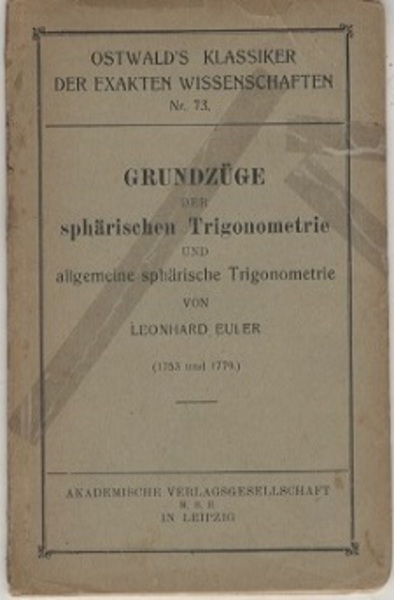 OSTWALD'S KLASSIKER
DER EXAKTEN WISSENSCHAFTEN
Nr. 73.
GRUNDZÜGE
DER
sphärischen Trigonometrie
UND
allgemeine sphärische Trigonometrie
VON
LEONHARD EULER
(1753 und 1779.)
AKADEMISCHE VERLAGSGESELLSCHAFT
M. B. H.
IN LEIPZIG